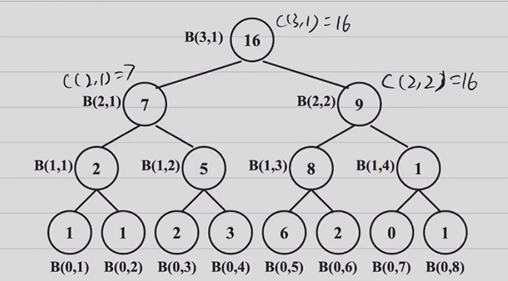 B(3,1) 16 C(3,1)=16
C(2,1)=7
B(2,1) 7 B(2,2) 9 C(2,2)=16
B(1,1) 2 B(1,2) 5 B(1,3) 8 B(1,4) 1
1 1 2 3 6 2 0 1
B(0,1) B(0,2) B(0,3) B(0,4) B(0,5) B(0,6) B(0,7) B(0,8)